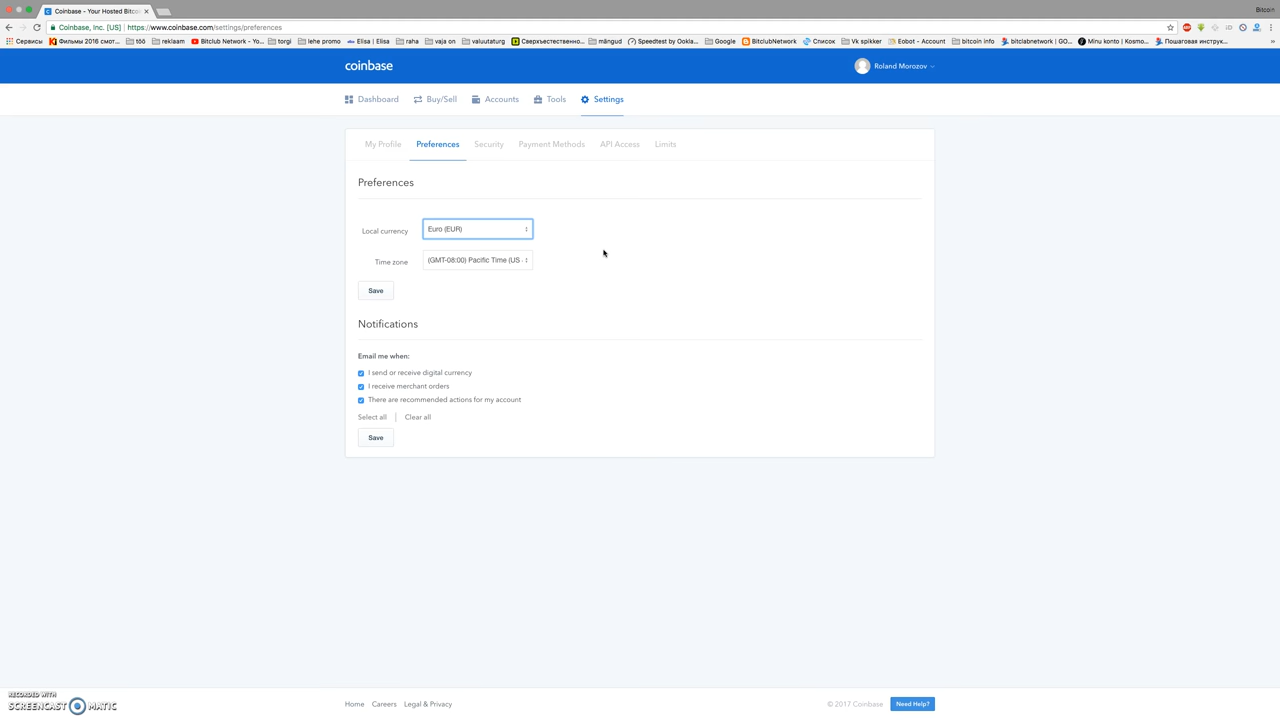 Coinbase - Your Hosted Bitcoi
Bitcoin
Coinbase, Inc. [US] https://www.coinbase.com/settings/preferences
Сервисы Фильмы 2016 смот... töö reklaam Bitclub Network - Yo... torgi lehe promo Elisa | Elisa raha vaja on valuutaturg Сверхъестественно... mängud Speedtest by Ookla... Google BitclubNetwork Список Vk spikker Eobot - Account bitcoin info bitclabnetwork | GO... Minu konto | Kosmo... Пошаговая инструк... »
coinbase Roland Morozov
Dashboard Buy/Sell Accounts Tools Settings
My Profile Preferences Security Payment Methods API Access Limits
Preferences
Local currency Euro (EUR)
Time zone (GMT-08:00) Pacific Time (US
Save
Notifications
Email me when:
I send or receive digital currency
I receive merchant orders
There are recommended actions for my account
Select all Clear all
Save
RECORDED WITH
SCREENCAST MATIC
Home Careers Legal & Privacy © 2017 Coinbase Need Help?